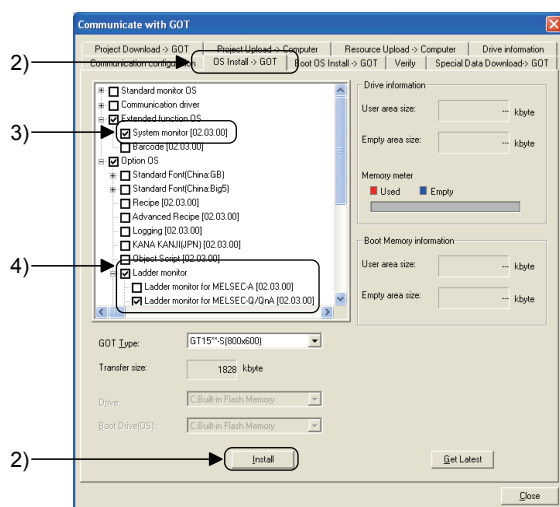 Communicate with GOT
Project Download -> GOT Project Upload -> Computer Resource Upload -> Computer Drive information
2)
Communication configuration OS Install -> GOT Boot OS Install -> GOT Verify Special Data Download-> GOT
Standard monitor OS
Communication driver
Extended function OS
3)
System monitor [02.03.00]
Barcode [02.03.00]
Option OS
Standard Font(China:GB)
Standard Font(China:Big5)
Recipe [02.03.00]
Advanced Recipe [02.03.00]
Logging [02.03.00]
KANA KANJI(JPN) [02.03.00]
Object Script [02.03.00]
4)
Ladder monitor
Ladder monitor for MELSEC-A [02.03.00]
Ladder monitor for MELSEC-Q/QnA [02.03.00]
Drive information
User area size: --- kbyte
Empty area size: --- kbyte
Memory meter
Used Empty
Boot Memory information
User area size: --- kbyte
Empty area size: --- kbyte
GOT Type: GT15**-S(800x600)
Transfer size: 1828 kbyte
Drive: C:Built-in Flash Memory
Boot Drive(OS) : C:Built-in Flash Memory
2)
Install Get Latest
Close